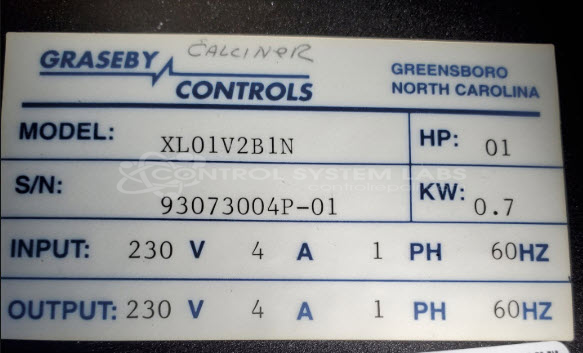 CALCINER
GRASEBY CONTROLS
GREENSBORO
NORTH CAROLINA
MODEL: XL01V2B1N
HP: 01
S/N: 93073004P-01
KW: 0.7
CONTROL SYSTEM LABS
INPUT: 230 V 4 A 1 PH 60HZ
OUTPUT: 230 V 4 A 1 PH 60HZ